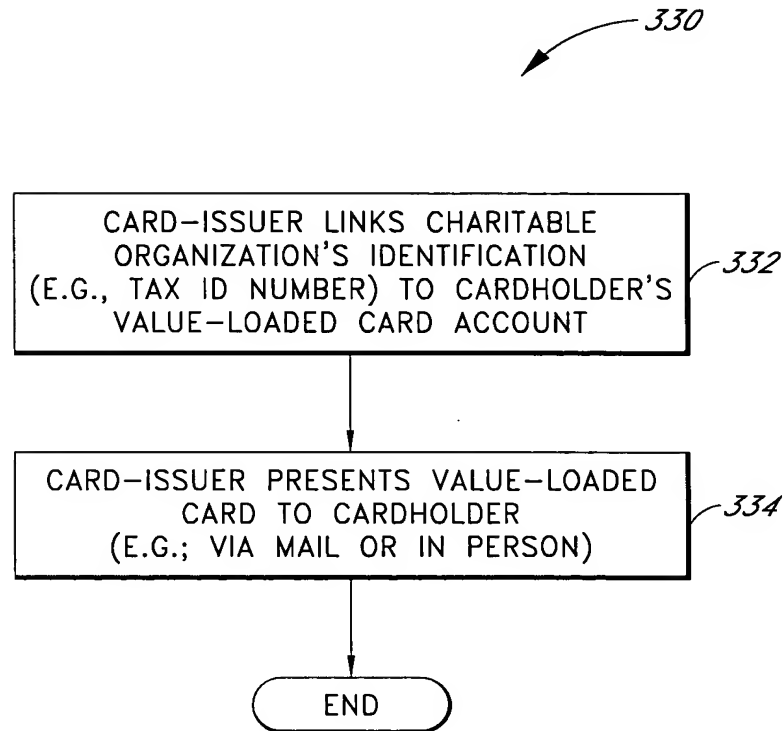 330
CARD-ISSUER LINKS CHARITABLE
ORGANIZATION'S IDENTIFICATION
(E.G., TAX ID NUMBER) TO CARDHOLDER'S
VALUE-LOADED CARD ACCOUNT
332
CARD-ISSUER PRESENTS VALUE-LOADED
CARD TO CARDHOLDER
(E.G.; VIA MAIL OR IN PERSON)
334
END